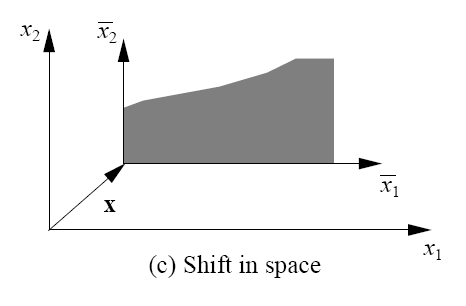 x₂ x̅₂
x̅₁
x
x₁
(c) Shift in space